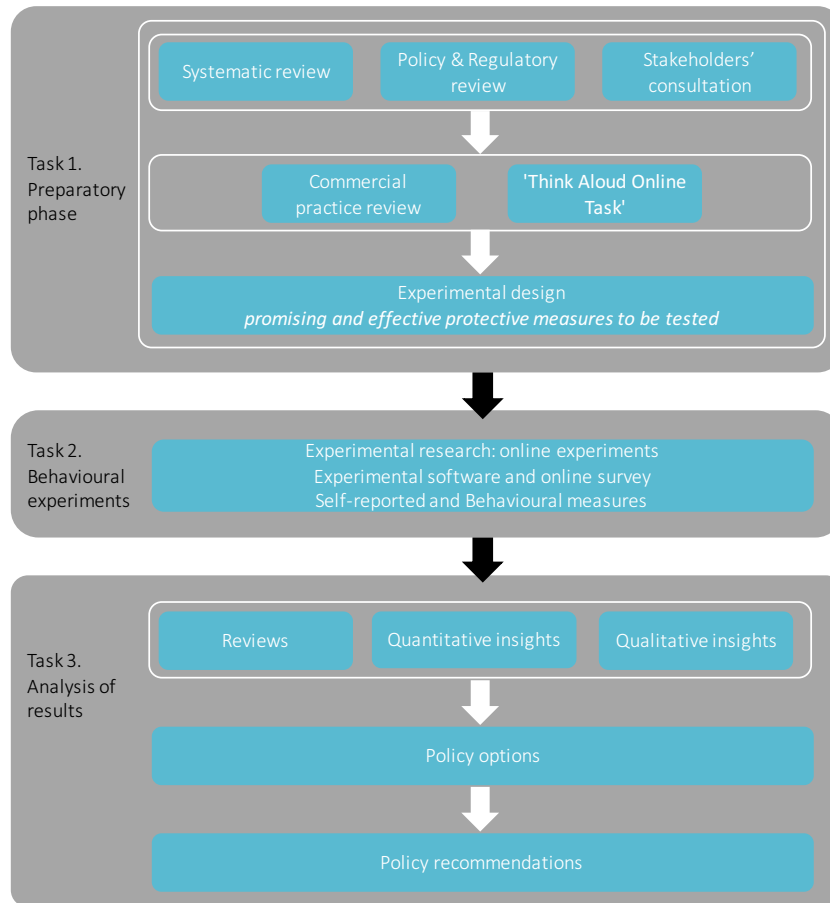 Task 1.
Preparatory
phase
Systematic review
Policy & Regulatory
review
Stakeholders’
consultation
Commercial
practice review
'Think Aloud Online
Task'
Experimental design
promising and effective protective measures to be tested
Task 2.
Behavioural
experiments
Experimental research: online experiments
Experimental software and online survey
Self-reported and Behavioural measures
Task 3.
Analysis of
results
Reviews
Quantitative insights
Qualitative insights
Policy options
Policy recommendations